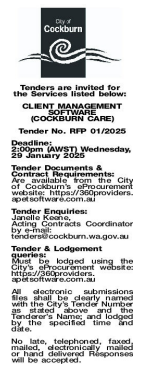 City of
Cockburn
Tenders are invited for
the Services listed below:
CLIENT MANAGEMENT
SOFTWARE
(COCKBURN CARE)
Tender No. RFP 01/2025
Deadline:
2:00pm (AWST) Wednesday,
29 January 2025
Tender Documents &
Contract Requirements:
Are available from the City
of Cockburn's eProcurement
website: https://360providers.
apetsoftware.com.au
Tender Enquiries:
Janelle Keene,
Acting Contracts Coordinator
by e-mail:
tenders@cockburn.wa.gov.au
Tender & Lodgement
queries:
Must be lodged using the
City's eProcurement website:
https://360providers.
apetsoftware.com.au
All electronic submissions
files shall be clearly named
with the City's Tender Number
as stated above and the
Tenderer's Name; and lodged
by the specified time and
date.
No late, telephoned, faxed,
mailed, electronically mailed
or hand delivered Responses
will be accepted.